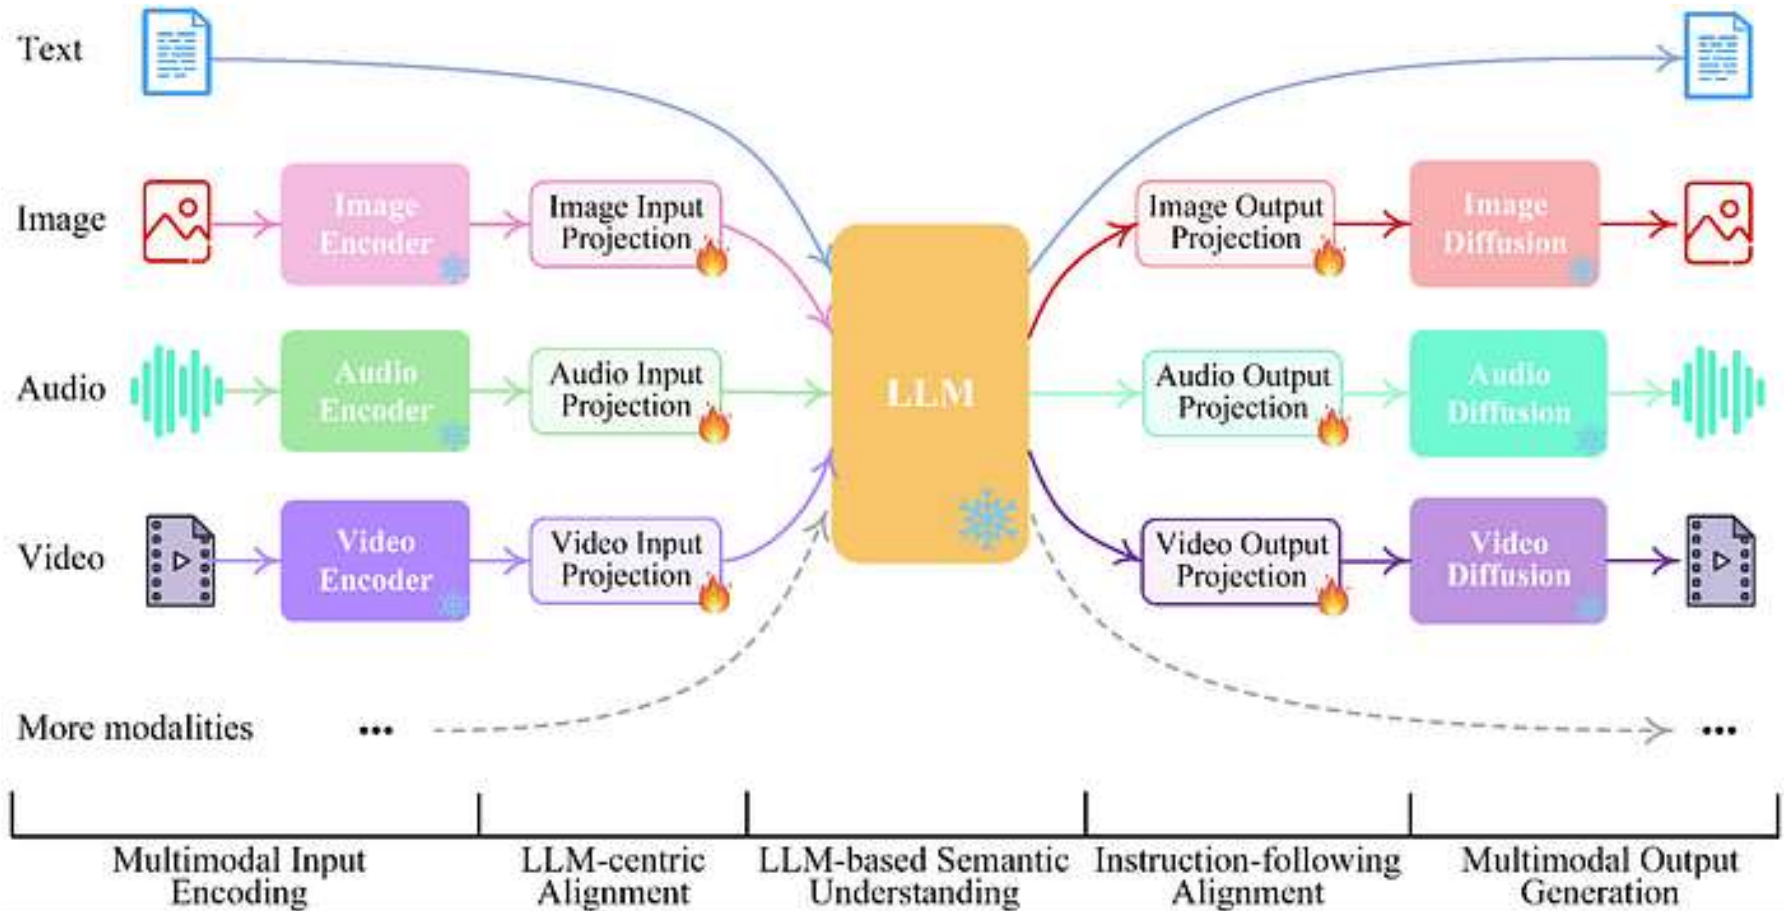 Text
Image
Image
Encoder
Image Input
Projection
Image Output
Projection
Image
Diffusion
Audio
Audio
Encoder
Audio Input
Projection
LLM
Audio Output
Projection
Audio
Diffusion
Video
Video
Encoder
Video Input
Projection
Video Output
Projection
Video
Diffusion
More modalities ...
...
Multimodal Input
Encoding
LLM-centric
Alignment
LLM-based Semantic
Understanding
Instruction-following
Alignment
Multimodal Output
Generation